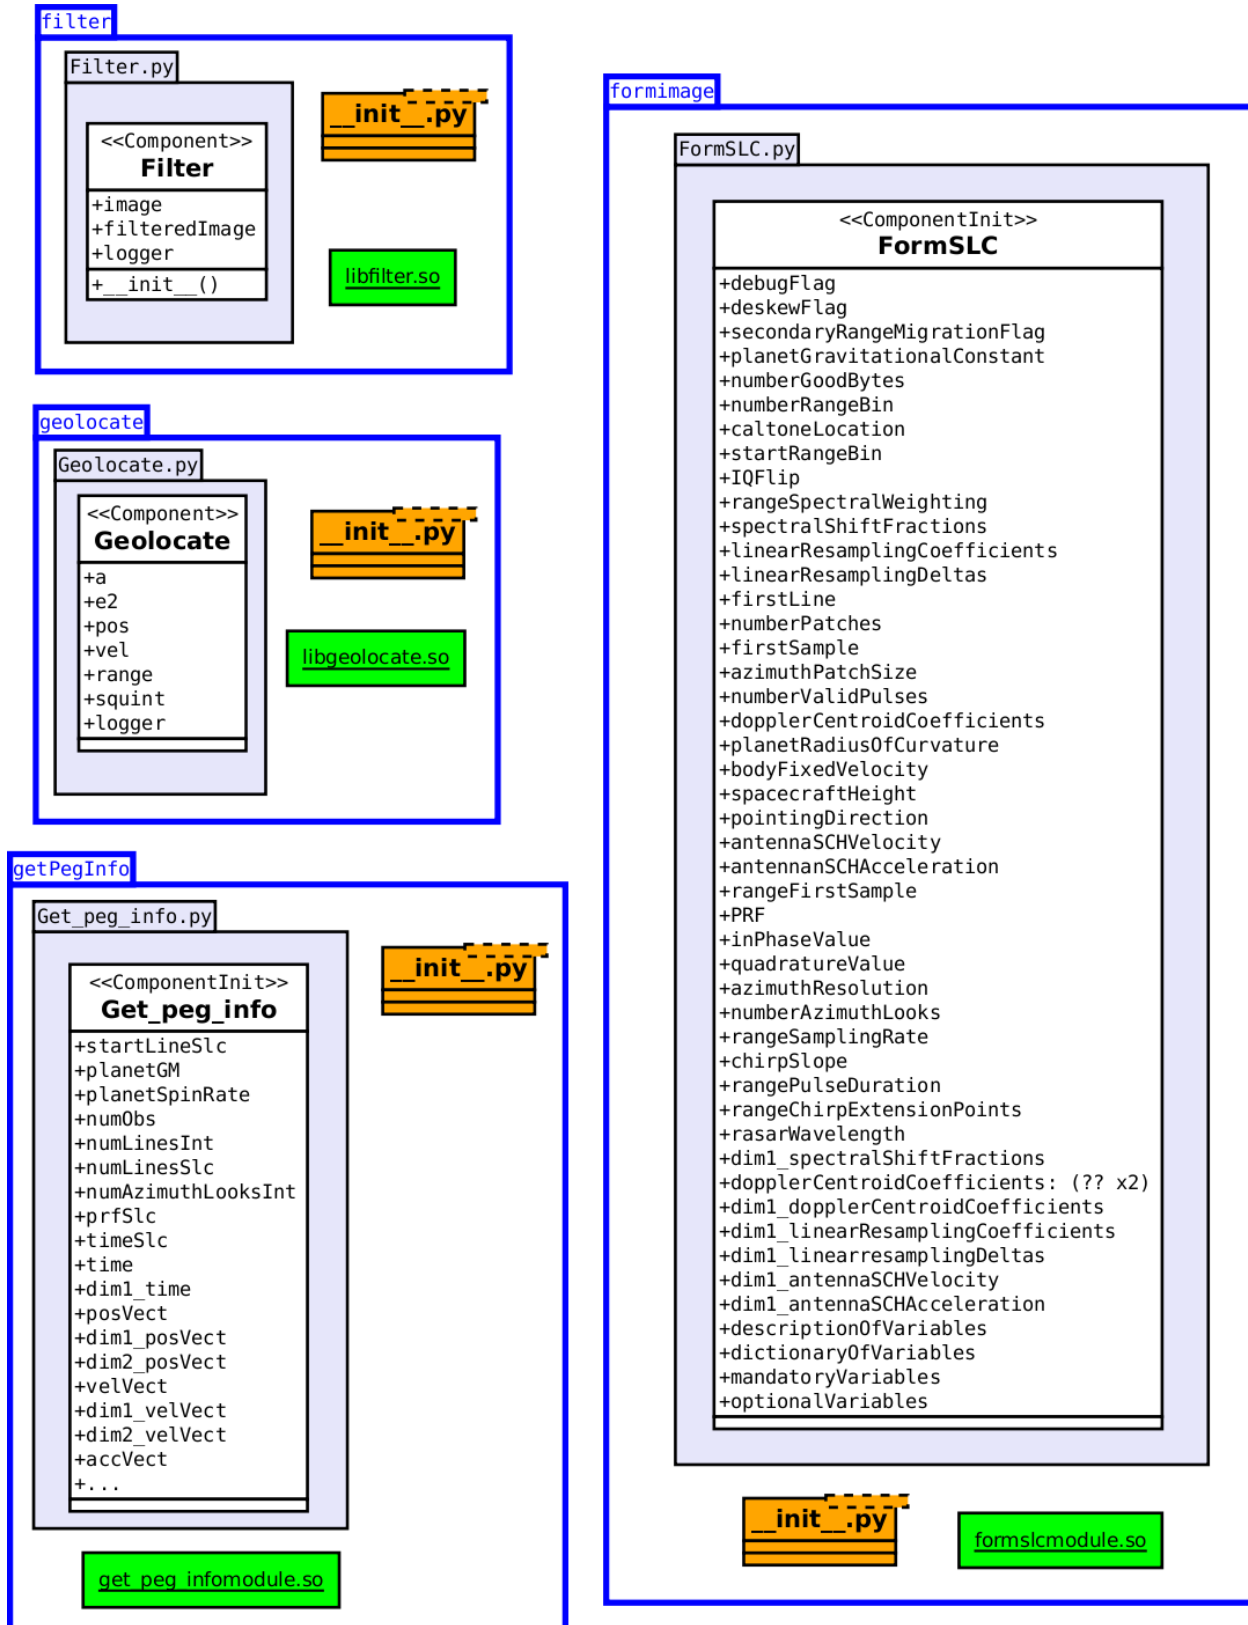 filter
Filter.py
<<Component>>
Filter
+image
+filteredImage
+logger
+__init__()
__init__.py
libfilter.so
geolocate
Geolocate.py
<<Component>>
Geolocate
+a
+e2
+pos
+vel
+range
+squint
+logger
__init__.py
libgeolocate.so
getPegInfo
Get_peg_info.py
<<ComponentInit>>
Get_peg_info
+startLineSlc
+planetGM
+planetSpinRate
+numObs
+numLinesInt
+numLinesSlc
+numAzimuthLooksInt
+prfSlc
+timeSlc
+time
+dim1_time
+posVect
+dim1_posVect
+dim2_posVect
+velVect
+dim1_velVect
+dim2_velVect
+accVect
+...
__init__.py
get_peg_infomodule.so
formimage
FormSLC.py
<<ComponentInit>>
FormSLC
+debugFlag
+deskewFlag
+secondaryRangeMigrationFlag
+planetGravitationalConstant
+numberGoodBytes
+numberRangeBin
+caltoneLocation
+startRangeBin
+IQFlip
+rangeSpectralWeighting
+spectralShiftFractions
+linearResamplingCoefficients
+linearResamplingDeltas
+firstLine
+numberPatches
+firstSample
+azimuthPatchSize
+numberValidPulses
+dopplerCentroidCoefficients
+planetRadiusOfCurvature
+bodyFixedVelocity
+spacecraftHeight
+pointingDirection
+antennaSCHVelocity
+antennanSCHAcceleration
+rangeFirstSample
+PRF
+inPhaseValue
+quadratureValue
+azimuthResolution
+numberAzimuthLooks
+rangeSamplingRate
+chirpSlope
+rangePulseDuration
+rangeChirpExtensionPoints
+rasarWavelength
+dim1_spectralShiftFractions
+dopplerCentroidCoefficients: (?? x2)
+dim1_dopplerCentroidCoefficients
+dim1_linearResamplingCoefficients
+dim1_linearresamplingDeltas
+dim1_antennaSCHVelocity
+dim1_antennaSCHAcceleration
+descriptionOfVariables
+dictionaryOfVariables
+mandatoryVariables
+optionalVariables
__init__.py
formslcmodule.so